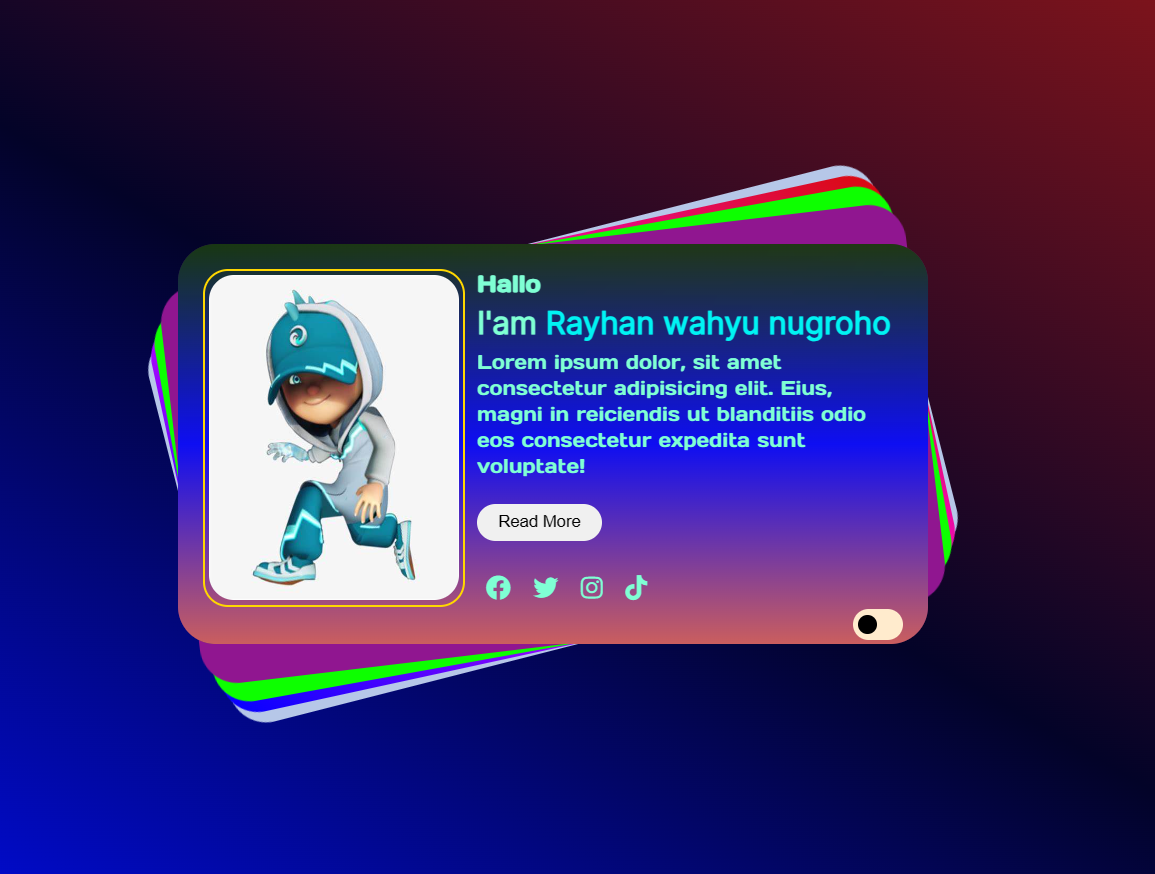 Hallo
I'am Rayhan wahyu nugroho
Lorem ipsum dolor, sit amet
consectetur adipisicing elit. Eius,
magni in reiciendis ut blanditiis odio
eos consectetur expedita sunt
voluptate!
Read More